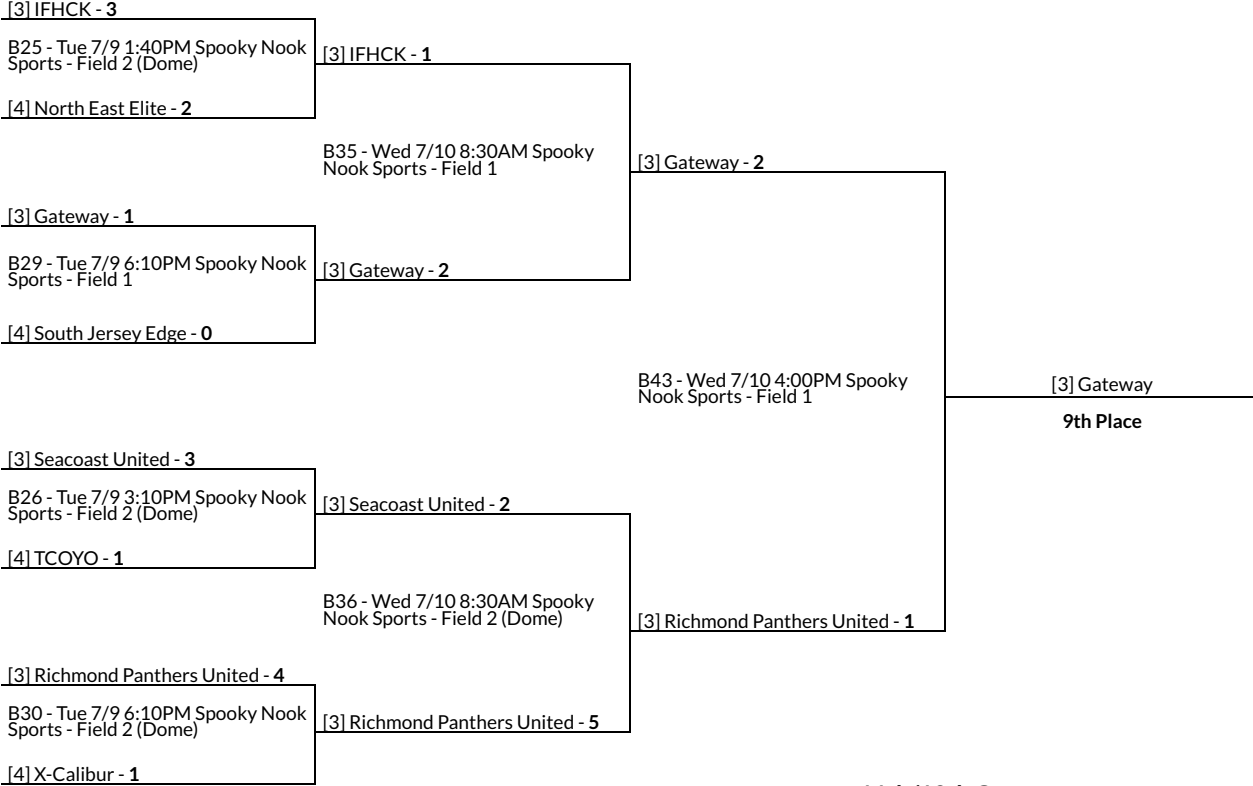 [3] IFHCK - 3
B25 - Tue 7/9 1:40PM Spooky Nook
Sports - Field 2 (Dome)
[4] North East Elite - 2
[3] IFHCK - 1
B35 - Wed 7/10 8:30AM Spooky
Nook Sports - Field 1
[3] Gateway - 1
B29 - Tue 7/9 6:10PM Spooky Nook
Sports - Field 1
[4] South Jersey Edge - 0
[3] Gateway - 2
[3] Gateway - 2
B43 - Wed 7/10 4:00PM Spooky
Nook Sports - Field 1
[3] Gateway
9th Place
[3] Seacoast United - 3
B26 - Tue 7/9 3:10PM Spooky Nook
Sports - Field 2 (Dome)
[4] TCOYO - 1
[3] Seacoast United - 2
B36 - Wed 7/10 8:30AM Spooky
Nook Sports - Field 2 (Dome)
[3] Richmond Panthers United - 1
[3] Richmond Panthers United - 4
B30 - Tue 7/9 6:10PM Spooky Nook
Sports - Field 2 (Dome)
[4] X-Calibur - 1
[3] Richmond Panthers United - 5